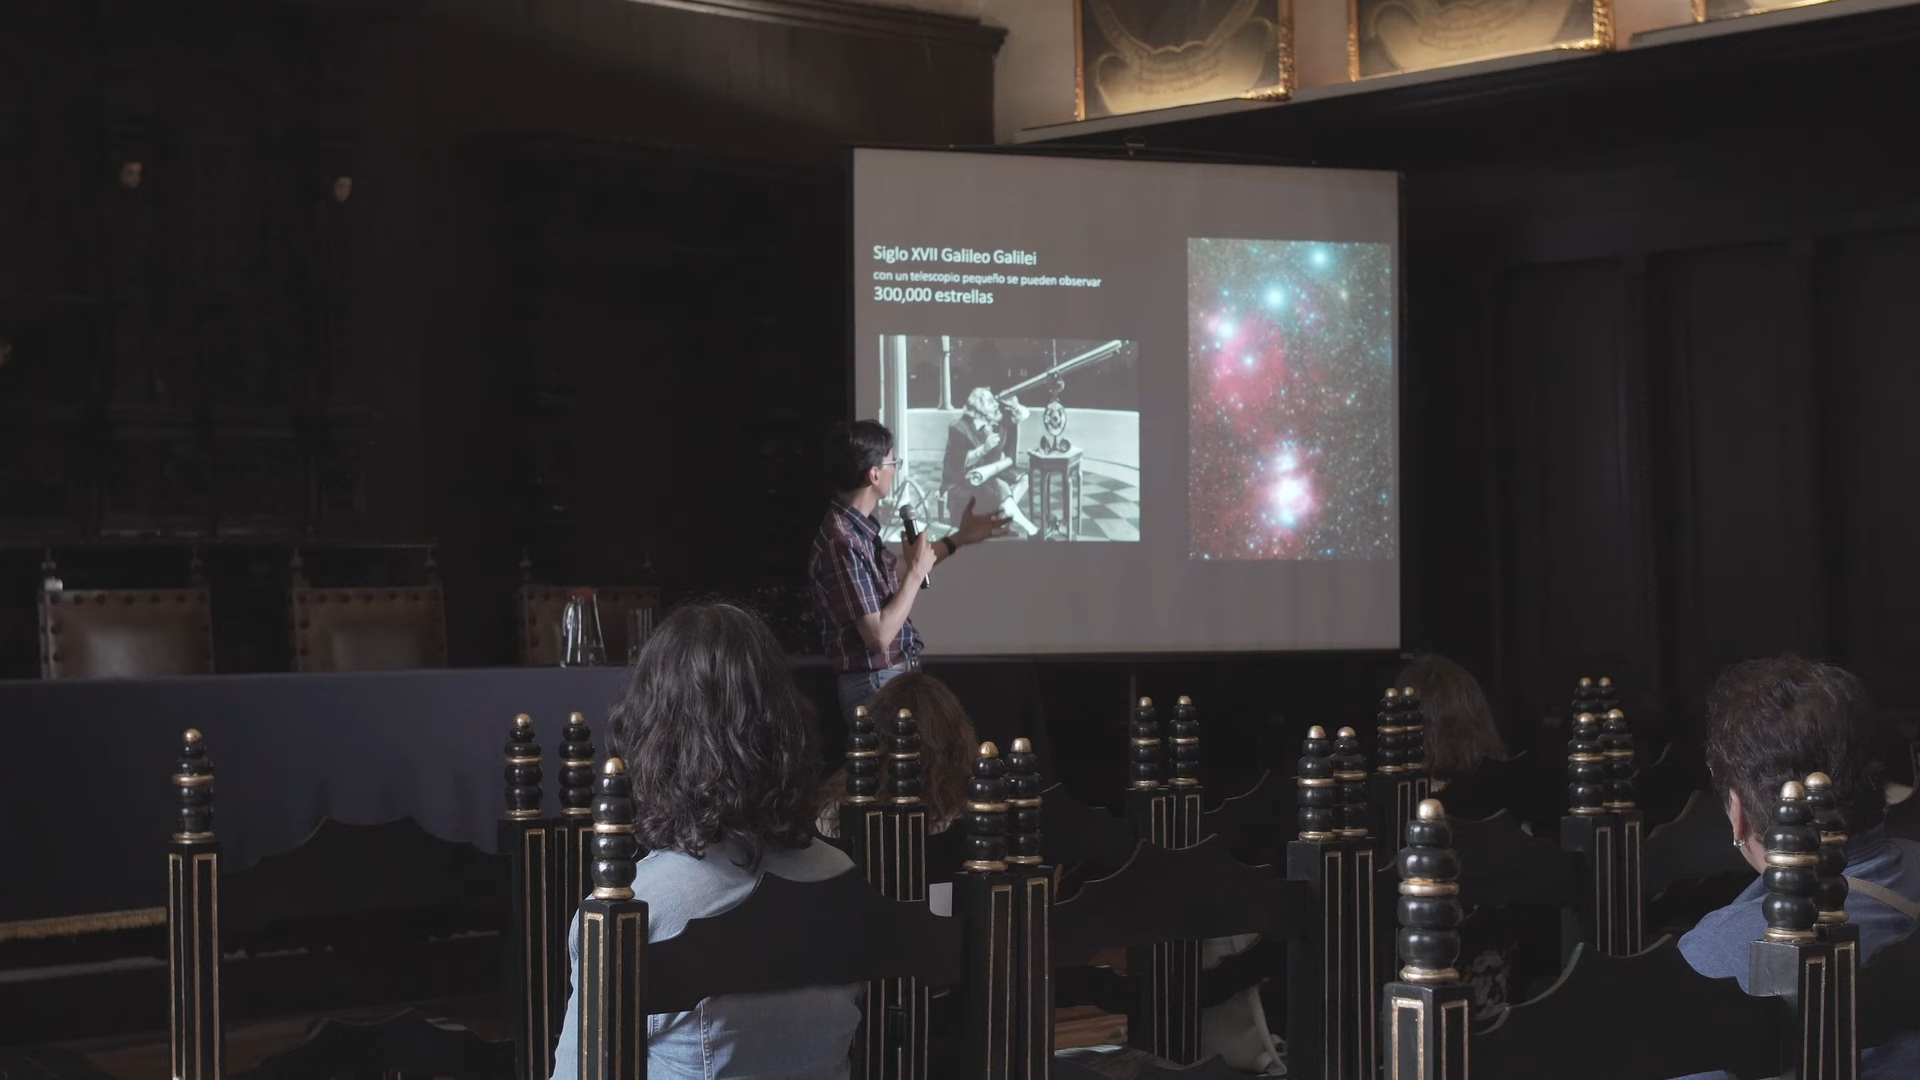 Siglo XVII Galileo Galilei
con un telescopio pequeño se pueden observar
300,000 estrellas